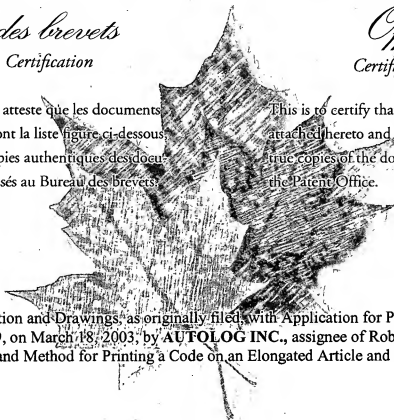 des brevets
Certification
atteste que les documents
ont la liste figure ci-dessous
pies authentiques des docu-
sés au Bureau des brevets.
Certif
This is to certify that
attached hereto and
true copies of the do
the Patent Office.
tion and Drawings, as originally filed, with Application for P
9, on March 18, 2003, by AUTOLOG INC., assignee of Rob
and Method for Printing a Code on an Elongated Article and